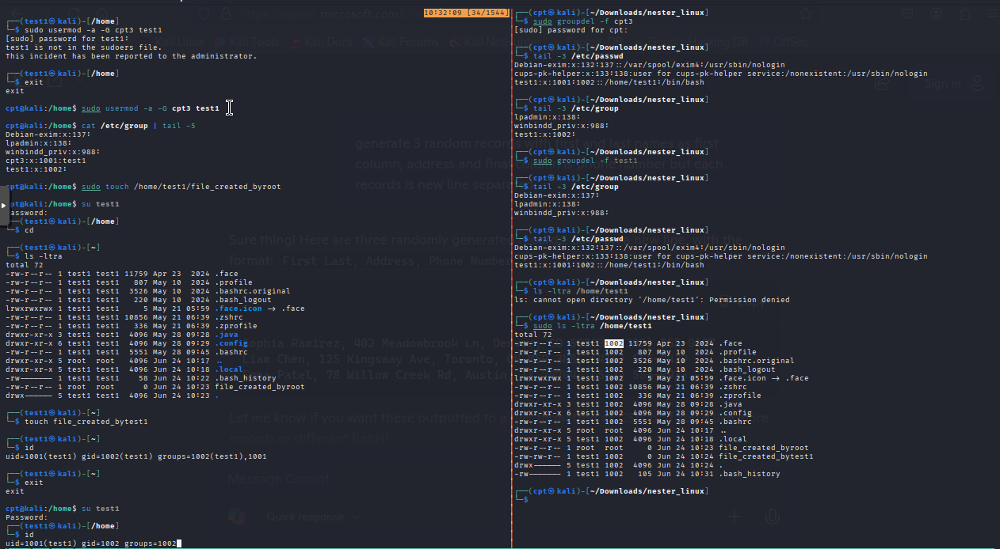 10:32:09 [34/1544]
┌──(test1㉿kali)-[/home]
└─$ sudo usermod -a -G cpt3 test1
[sudo] password for test1:
test1 is not in the sudoers file.
This incident has been reported to the administrator.
┌──(test1㉿kali)-[/home]
└─$ exit
exit
cpt@kali:/home$ sudo usermod -a -G cpt3 test1
cpt@kali:/home$ cat /etc/group | tail -5
Debian-exim:x:137:
lpadmin:x:138:
winbindd_priv:x:988:
cpt3:x:1001:test1
test1:x:1002:
cpt@kali:/home$ sudo touch /home/test1/file_created_byroot
pt@kali:/home$ su test1
assword:
┌──(test1㉿kali)-[/home]
└─$ cd
┌──(test1㉿kali)-[~]
└─$ ls -ltra
total 72
-rw-r--r-- 1 test1 test1 11759 Apr 23  2024 .face
-rw-r--r-- 1 test1 test1   807 May 10  2024 .profile
-rw-r--r-- 1 test1 test1  3526 May 10  2024 .bashrc.original
-rw-r--r-- 1 test1 test1   220 May 10  2024 .bash_logout
lrwxrwxrwx 1 test1 test1     5 May 21 05:59 .face.icon → .face
-rw-r--r-- 1 test1 test1 10856 May 21 06:39 .zshrc
-rw-r--r-- 1 test1 test1   336 May 21 06:39 .zprofile
drwxr-xr-x 3 test1 test1  4096 May 28 09:28 .java
drwxr-xr-x 6 test1 test1  4096 May 28 09:29 .config
-rw-r--r-- 1 test1 test1  5551 May 28 09:45 .bashrc
drwxr-xr-x 5 root  root   4096 Jun 24 10:17 ..
drwxr-xr-x 5 test1 test1  4096 Jun 24 10:18 .local
-rw------- 1 test1 test1    58 Jun 24 10:22 .bash_history
-rw-r--r-- 1 root  root      0 Jun 24 10:23 file_created_byroot
drwx------ 5 test1 test1  4096 Jun 24 10:23 .
┌──(test1㉿kali)-[~]
└─$ touch file_created_bytest1
┌──(test1㉿kali)-[~]
└─$ id
uid=1001(test1) gid=1002(test1) groups=1002(test1),1001
┌──(test1㉿kali)-[~]
└─$ exit
exit
cpt@kali:/home$ su test1
Password:
┌──(test1㉿kali)-[/home]
└─$ id
uid=1001(test1) gid=1002 groups=1002
┌──(cpt㉿kali)-[~/Downloads/nester_linux]
└─$ sudo groupdel -f cpt3
[sudo] password for cpt:
┌──(cpt㉿kali)-[~/Downloads/nester_linux]
└─$ tail -3 /etc/passwd
Debian-exim:x:132:137::/var/spool/exim4:/usr/sbin/nologin
cups-pk-helper:x:133:138:user for cups-pk-helper service:/nonexistent:/usr/sbin/nologin
test1:x:1001:1002::/home/test1:/bin/bash
┌──(cpt㉿kali)-[~/Downloads/nester_linux]
└─$ tail -3 /etc/group
lpadmin:x:138:
winbindd_priv:x:988:
test1:x:1002:
┌──(cpt㉿kali)-[~/Downloads/nester_linux]
└─$ sudo groupdel -f test1
┌──(cpt㉿kali)-[~/Downloads/nester_linux]
└─$ tail -3 /etc/group
Debian-exim:x:137:
lpadmin:x:138:
winbindd_priv:x:988:
┌──(cpt㉿kali)-[~/Downloads/nester_linux]
└─$ tail -3 /etc/passwd
Debian-exim:x:132:137::/var/spool/exim4:/usr/sbin/nologin
cups-pk-helper:x:133:138:user for cups-pk-helper service:/nonexistent:/usr/sbin/nologin
test1:x:1001:1002::/home/test1:/bin/bash
┌──(cpt㉿kali)-[~/Downloads/nester_linux]
└─$ ls -ltra /home/test1
ls: cannot open directory '/home/test1': Permission denied
┌──(cpt㉿kali)-[~/Downloads/nester_linux]
└─$ sudo ls -ltra /home/test1
total 72
-rw-r--r-- 1 test1 1002 11759 Apr 23  2024 .face
-rw-r--r-- 1 test1 1002   807 May 10  2024 .profile
-rw-r--r-- 1 test1 1002  3526 May 10  2024 .bashrc.original
-rw-r--r-- 1 test1 1002   220 May 10  2024 .bash_logout
lrwxrwxrwx 1 test1 1002     5 May 21 05:59 .face.icon → .face
-rw-r--r-- 1 test1 1002 10856 May 21 06:39 .zshrc
-rw-r--r-- 1 test1 1002   336 May 21 06:39 .zprofile
drwxr-xr-x 3 test1 1002  4096 May 28 09:28 .java
drwxr-xr-x 6 test1 1002  4096 May 28 09:29 .config
-rw-r--r-- 1 test1 1002  5551 May 28 09:45 .bashrc
drwxr-xr-x 5 root  root  4096 Jun 24 10:17 ..
drwxr-xr-x 5 test1 1002  4096 Jun 24 10:18 .local
-rw-r--r-- 1 root  root     0 Jun 24 10:23 file_created_byroot
-rw-rw-r-- 1 test1 1002     0 Jun 24 10:24 file_created_bytest1
drwx------ 5 test1 1002  4096 Jun 24 10:24 .
-rw------- 1 test1 1002   105 Jun 24 10:31 .bash_history
┌──(cpt㉿kali)-[~/Downloads/nester_linux]
└─$